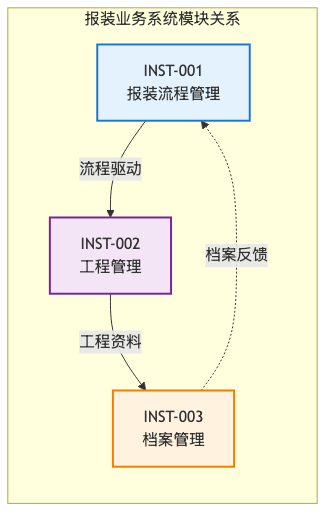 报装业务系统模块关系
INST-001
报装流程管理
流程驱动
INST-002
工程管理
档案反馈
工程资料
INST-003
档案管理